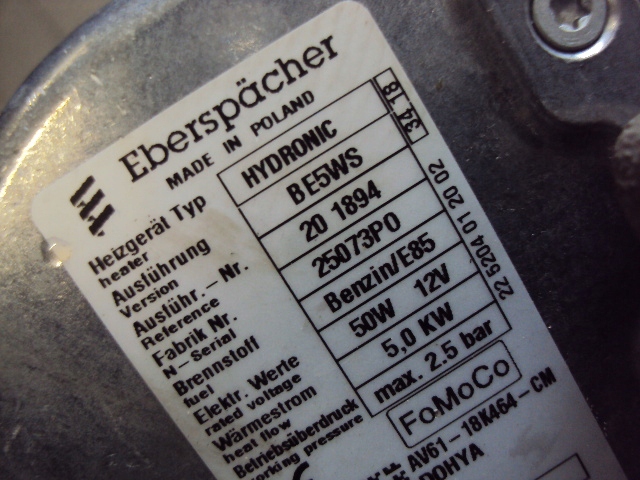 Eberspächer
MADE IN POLAND
Heizgerät Typ HYDRONIC 34.18
heater
Ausführung BE5WS
version
Ausführ.-Nr. 20 1894
Reference
Fabrik Nr. 25073P0
N-Serial
Brennstoff Benzin/E85
fuel
Elektr. Werte 50W 12V
rated voltage
Wärmestrom 5,0 KW
heat flow
Betriebsüberdruck max. 2.5 bar
working pressure
22 5204 01 20 02
FoMoCo
AV61-18K464-CM
DOHYA